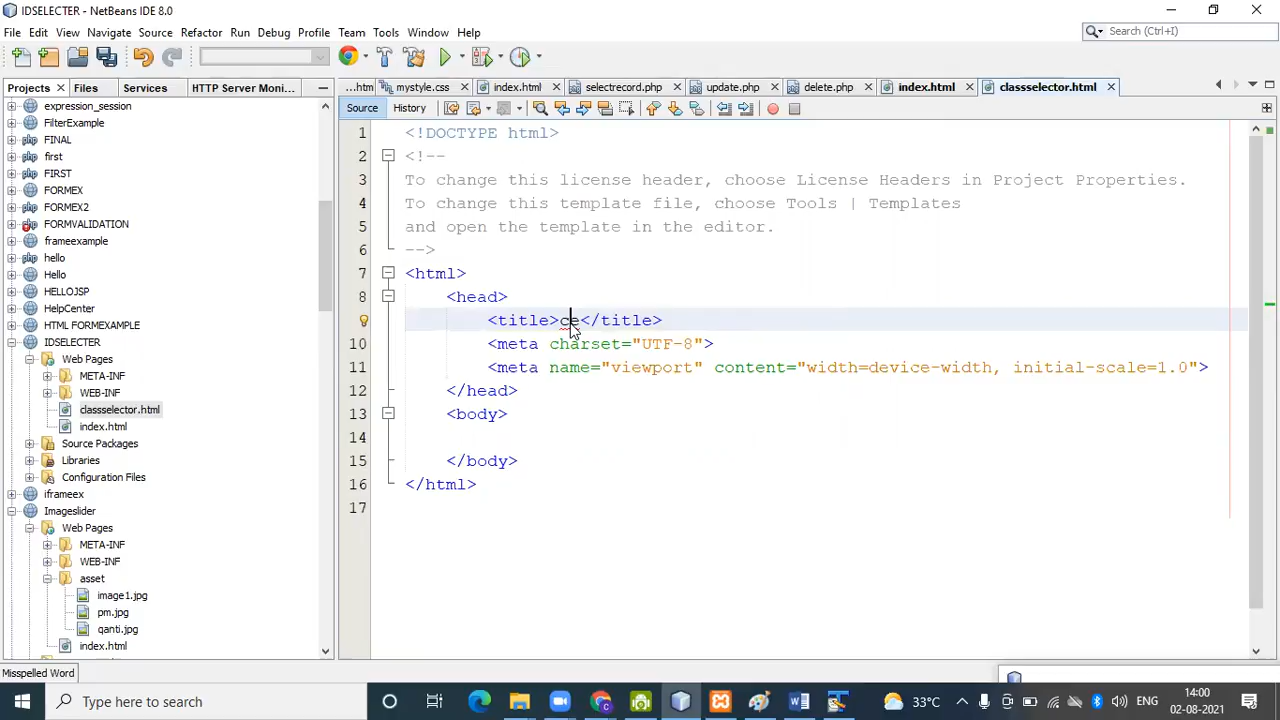 IDSELECTER - NetBeans IDE 8.0
File Edit View Navigate Source Refactor Run Debug Profile Team Tools Window Help
Search (Ctrl+I)
Projects Files Services HTTP Server Moni...
...htm mystyle.css index.html selectrecord.php update.php delete.php index.html classselector.html
Source History
expression_session
FilterExample
FINAL
first
FIRST
FORMEX
FORMEX2
FORMVALIDATION
frameexample
hello
Hello
HELLOJSP
HelpCenter
HTML FORMEXAMPLE
IDSELECTER
Web Pages
META-INF
WEB-INF
classselector.html
index.html
Source Packages
Libraries
Configuration Files
iframeex
Imageslider
Web Pages
META-INF
WEB-INF
asset
image1.jpg
pm.jpg
qanti.jpg
index.html
1 <!DOCTYPE html>
2 <!--
3 To change this license header, choose License Headers in Project Properties.
4 To change this template file, choose Tools | Templates
5 and open the template in the editor.
6 -->
7 <html>
8 <head>
<title>ce</title>
10 <meta charset="UTF-8">
11 <meta name="viewport" content="width=device-width, initial-scale=1.0">
12 </head>
13 <body>
14
15 </body>
16 </html>
17
Misspelled Word
Type here to search
33°C ENG 14:00
02-08-2021